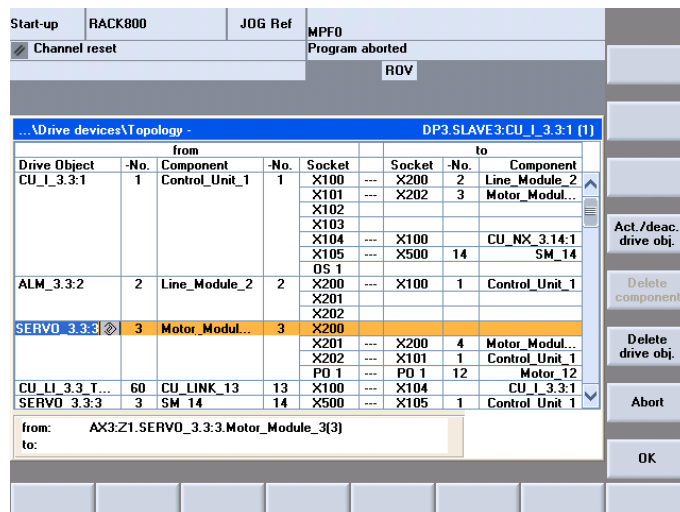 Start-up RACK800 JOG Ref MPF0
Channel reset Program aborted
ROV
...\Drive devices\Topology - DP3.SLAVE3:CU_I_3.3:1 (1)
from to
Drive Object -No. Component -No. Socket Socket -No. Component
CU_I_3.3:1 1 Control_Unit_1 1 X100 --- X200 2 Line_Module_2
X101 --- X202 3 Motor_Modul...
X102
X103
X104 --- X100 CU_NX_3.14:1
X105 --- X500 14 SM_14
OS 1
ALM_3.3:2 2 Line_Module_2 2 X200 --- X100 1 Control_Unit_1
X201
X202
SERVO_3.3:3 3 Motor_Modul... 3 X200
X201 --- X200 4 Motor_Modul...
X202 --- X101 1 Control_Unit_1
PO 1 --- PO 1 12 Motor_12
CU_LI_3.3_T... 60 CU_LINK_13 13 X100 --- X104 CU_I_3.3:1
SERVO_3.3:3 3 SM_14 14 X500 --- X105 1 Control_Unit_1
from: AX3:Z1.SERVO_3.3:3.Motor_Module_3(3)
to:
Act./deac.
drive obj.
Delete
component
Delete
drive obj.
Abort
OK